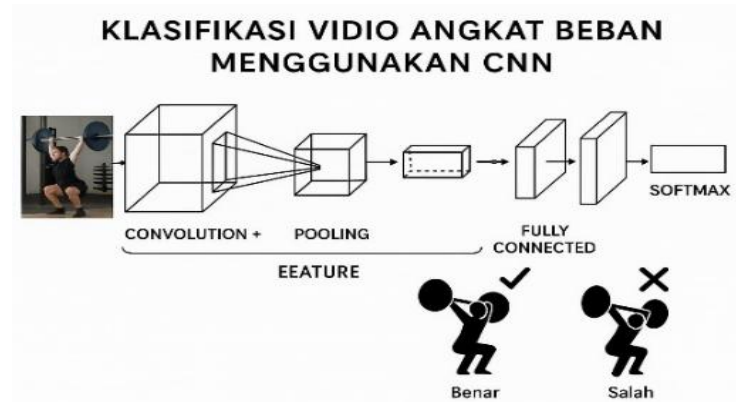 KLASIFIKASI VIDIO ANGKAT BEBAN
MENGGUNAKAN CNN
CONVOLUTION +
POOLING
EEATURE
FULLY
CONNECTED
SOFTMAX
Benar
Salah